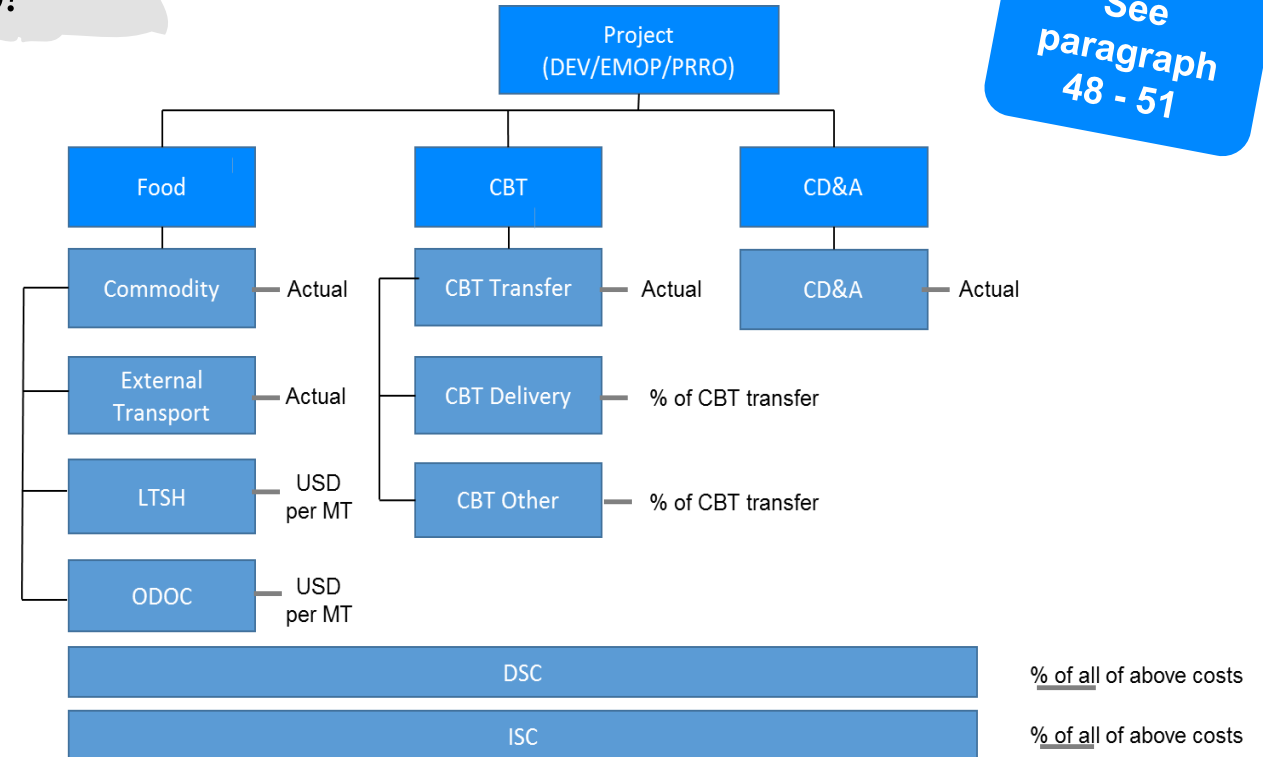 See
paragraph
48 - 51
Project
(DEV/EMOP/PRRO)
Food
CBT
CD&A
Commodity
Actual
CBT Transfer
Actual
CD&A
Actual
External
Transport
Actual
CBT Delivery
% of CBT transfer
LTSH
USD
per MT
CBT Other
% of CBT transfer
ODOC
USD
per MT
DSC
% of all of above costs
ISC
% of all of above costs